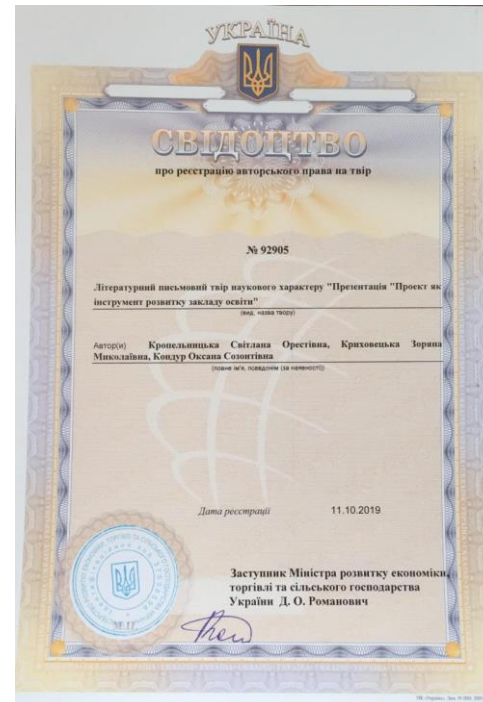 УКРАЇНА
СВІДОЦТВО
про реєстрацію авторського права на твір
№ 92905
Літературний письмовий твір наукового характеру "Презентація "Проект як
інструмент розвитку закладу освіти"
(вид, назва твору)
Автор(и) Кропельницька Світлана Орестівна, Криховецька Зоряна
Миколаївна, Кондур Оксана Созонтівна
(повне ім'я, псевдонім (за наявності))
Дата реєстрації 11.10.2019
Заступник Міністра розвитку економіки,
торгівлі та сільського господарства
України Д. О. Романович
М.П.